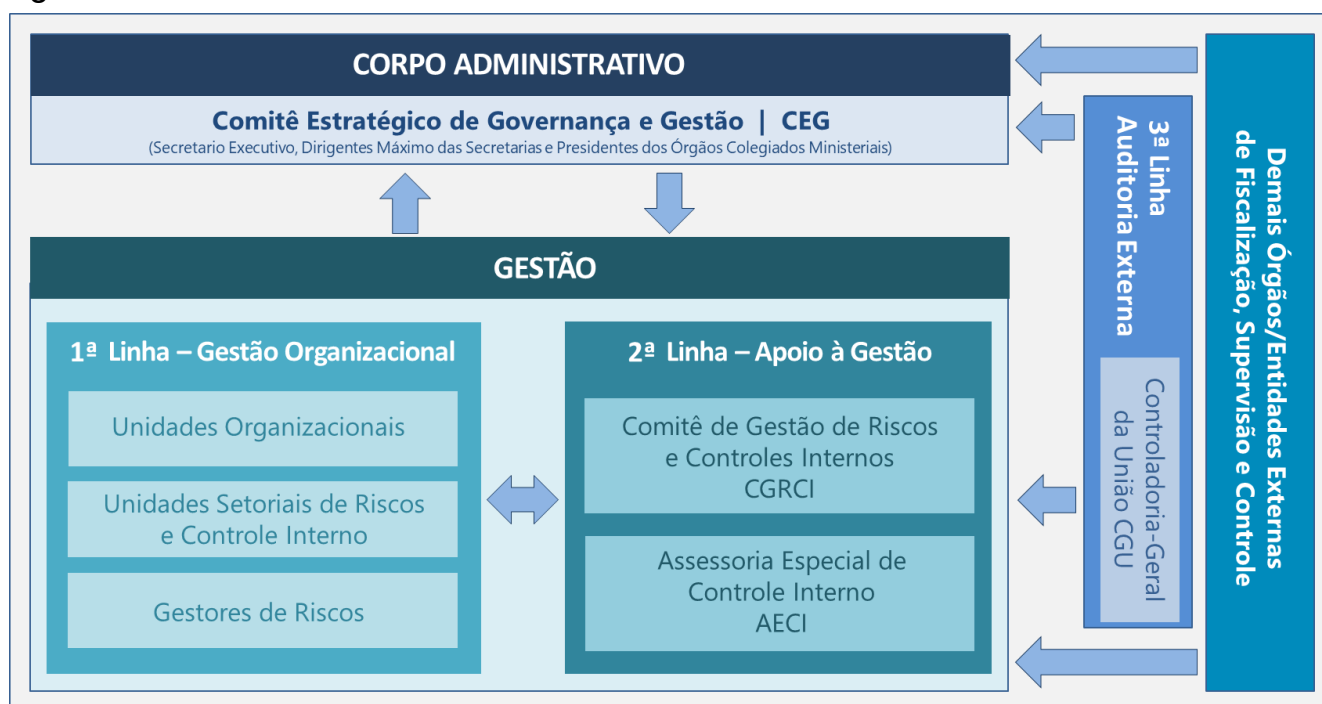 CORPO ADMINISTRATIVO
Comitê Estratégico de Governança e Gestão | CEG
(Secretario Executivo, Dirigentes Máximo das Secretarias e Presidentes dos Órgãos Colegiados Ministeriais)
GESTÃO
1ª Linha – Gestão Organizacional
Unidades Organizacionais
Unidades Setoriais de Riscos
e Controle Interno
Gestores de Riscos
2ª Linha – Apoio à Gestão
Comitê de Gestão de Riscos
e Controles Internos
CGRCI
Assessoria Especial de
Controle Interno
AECI
3ª Linha
Auditoria Externa
Controladoria-Geral
da União CGU
Demais Órgãos/Entidades Externas
de Fiscalização, Supervisão e Controle